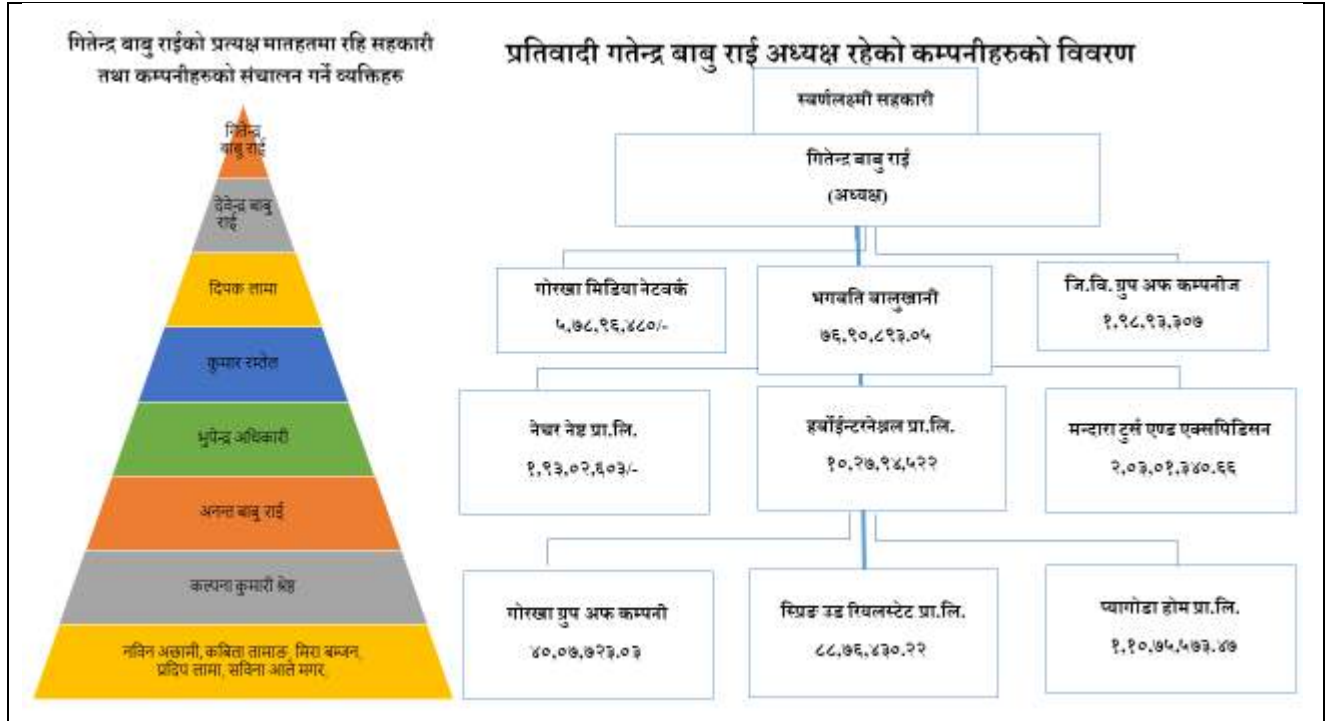 गितेन्द्र बाबु राईको प्रत्यक्ष मातहतमा रहि सहकारी
तथा कम्पनीहरुको संचालन गर्ने व्यक्तिहरु
गितेन्द्र
बाबु राई
देवेन्द्र बाबु
राई
दिपक लामा
कुमार रम्तेल
भुपेन्द्र अधिकारी
अनन्त बाबु राई
कल्पना कुमारी श्रेष्ठ
नविन अछामी, कबिता तामाङ, मिरा बम्जन,
प्रदिप लामा, सविना आले मगर,
प्रतिवादी गतेन्द्र बाबु राई अध्यक्ष रहेको कम्पनीहरुको विवरण
स्वर्णलक्ष्मी सहकारी
गितेन्द्र बाबु राई
(अध्यक्ष)
गोरखा मिडिया नेटवर्क
५,७८,९६,४८०/-
भगवति बालुखानी
७६,९०,८९३.०५
जि.वि. ग्रुप अफ कम्पनीज
१,९८,९३,३०७
नेचर नेष्ट प्रा.लि.
१,९३,०२,६०३/-
हर्बोईन्टरनेश्नल प्रा.लि.
१०,२७,९४,५२२
मन्दारा टुर्स एण्ड एक्सपिडिसन
२,०३,०१,३४०.६६
गोरखा ग्रुप अफ कम्पनी
४०,०७,७२३.०३
स्प्रिङ उड रियलस्टेट प्रा.लि.
८८,७६,४३०.२२
प्यागोडा होम प्रा.लि.
१,१०,७५,५७३.४७